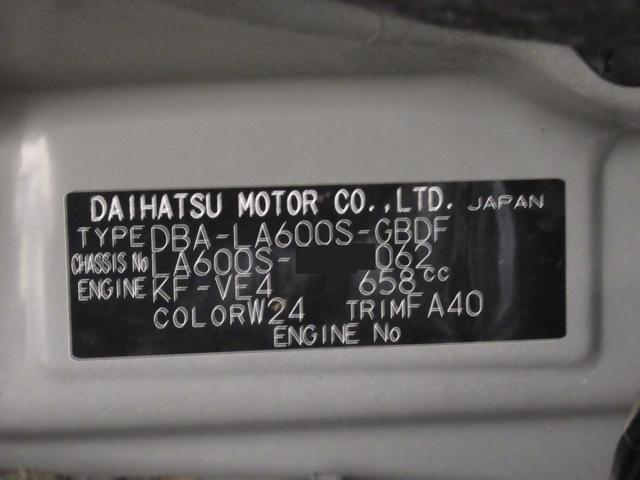 DAIHATSU MOTOR CO.,LTD. JAPAN
TYPE DBA-LA600S-GBDF
CHASSIS No LA600S- 062
ENGINE KF-VE4 658cc
COLOR W24 TRIM FA40
ENGINE No